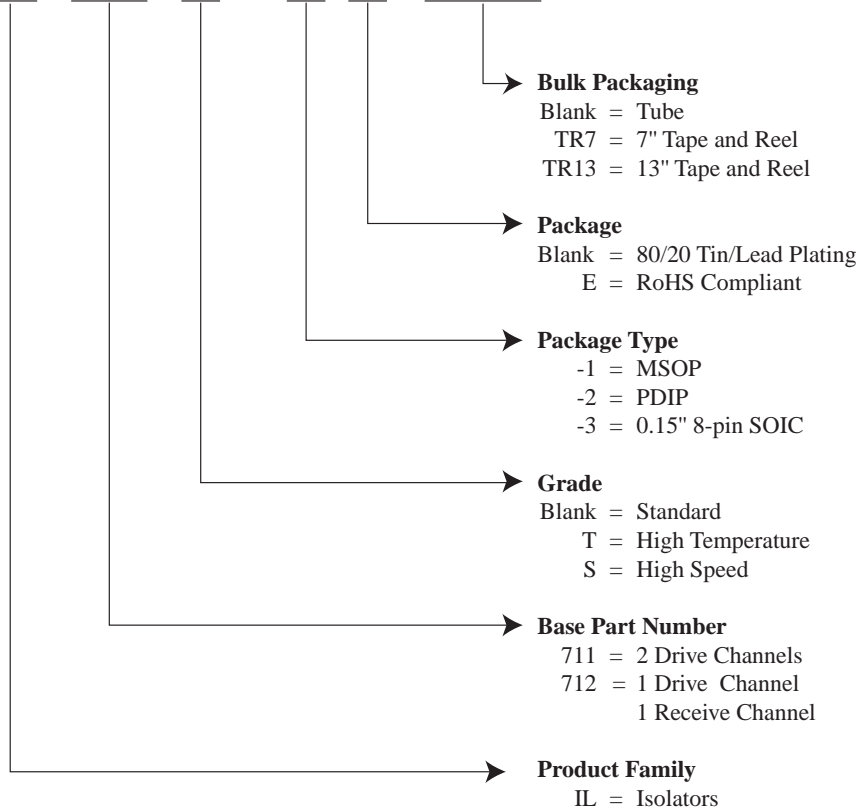 Bulk Packaging
Blank = Tube
TR7 = 7" Tape and Reel
TR13 = 13" Tape and Reel
Package
Blank = 80/20 Tin/Lead Plating
E = RoHS Compliant
Package Type
-1 = MSOP
-2 = PDIP
-3 = 0.15" 8-pin SOIC
Grade
Blank = Standard
T = High Temperature
S = High Speed
Base Part Number
711 = 2 Drive Channels
712 = 1 Drive Channel
1 Receive Channel
Product Family
IL = Isolators